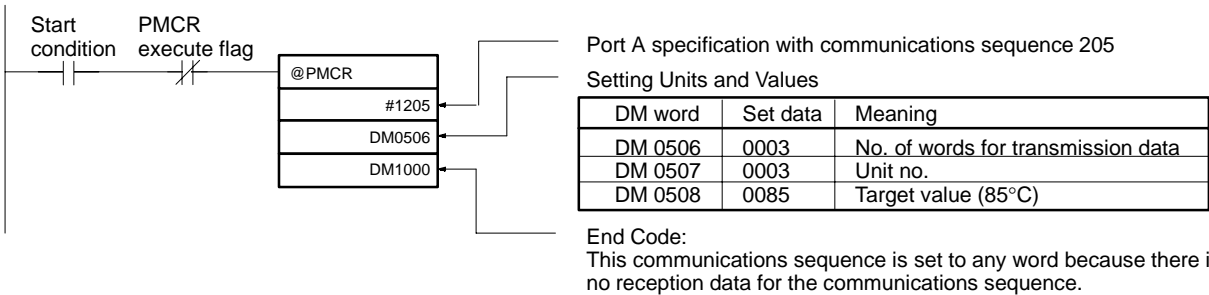 Start condition
PMCR execute flag
@PMCR
#1205
DM0506
DM1000
Port A specification with communications sequence 205
Setting Units and Values
DM word Set data Meaning
DM 0506 0003 No. of words for transmission data
DM 0507 0003 Unit no.
DM 0508 0085 Target value (85°C)
End Code:
This communications sequence is set to any word because there i
no reception data for the communications sequence.